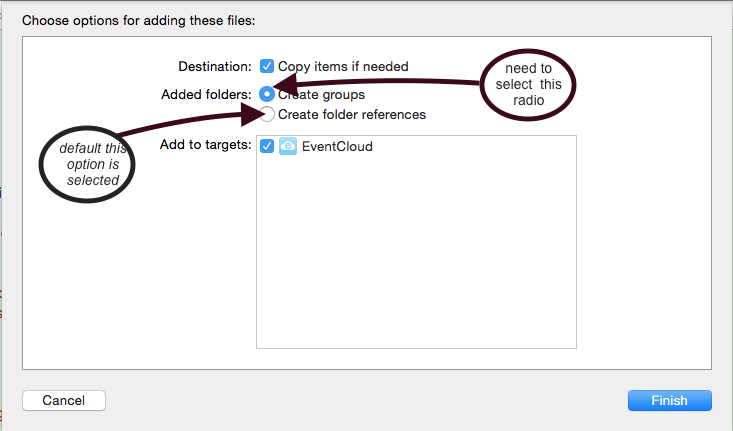 Choose options for adding these files:
Destination: Copy items if needed
Added folders: Create groups
Create folder references
Add to targets: EventCloud
need to
select this
radio
default this
option is
selected
Cancel
Finish